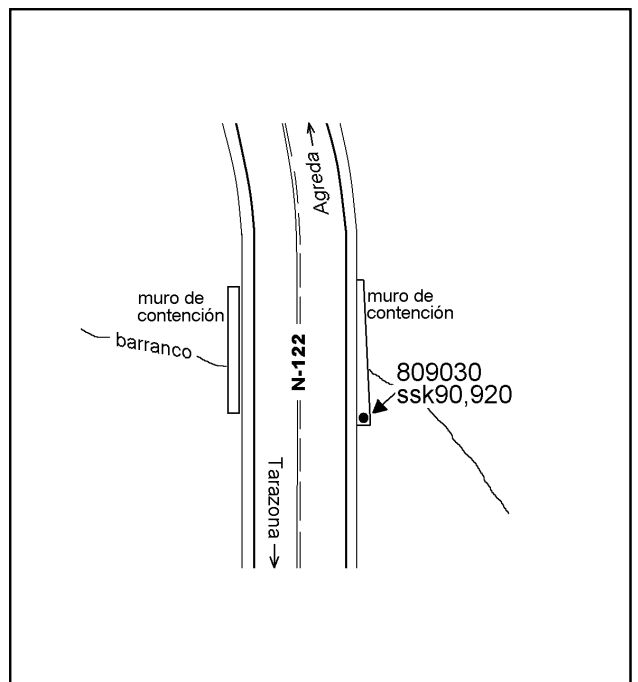 Agreda →
muro de
contención
barranco
N-122
muro de
contención
809030
ssk90,920
Tarazona →